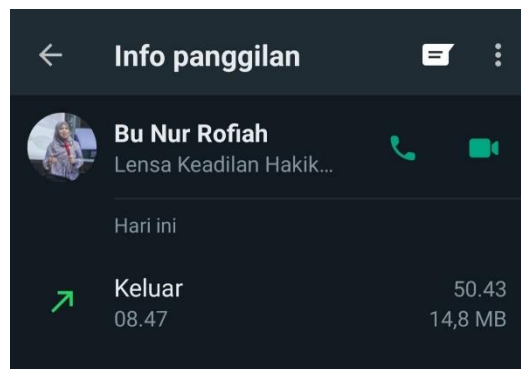 Info panggilan
Bu Nur Rofiah
Lensa Keadilan Hakik...
Hari ini
Keluar 50.43
08.47 14,8 MB